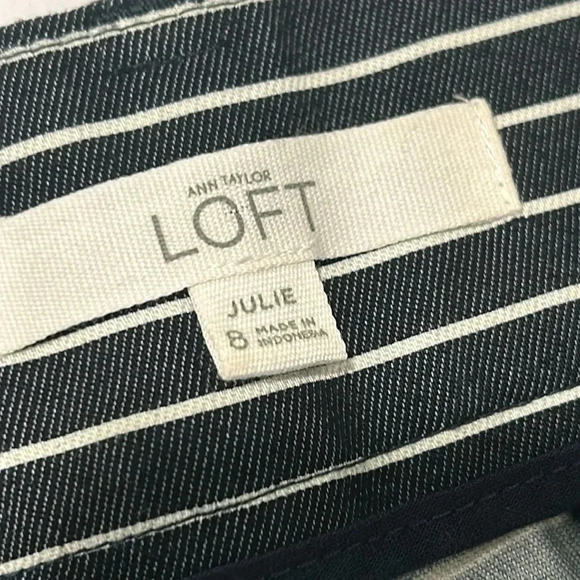 ANN TAYLOR
LOFT
JULIE
8 MADE IN
INDONESIA